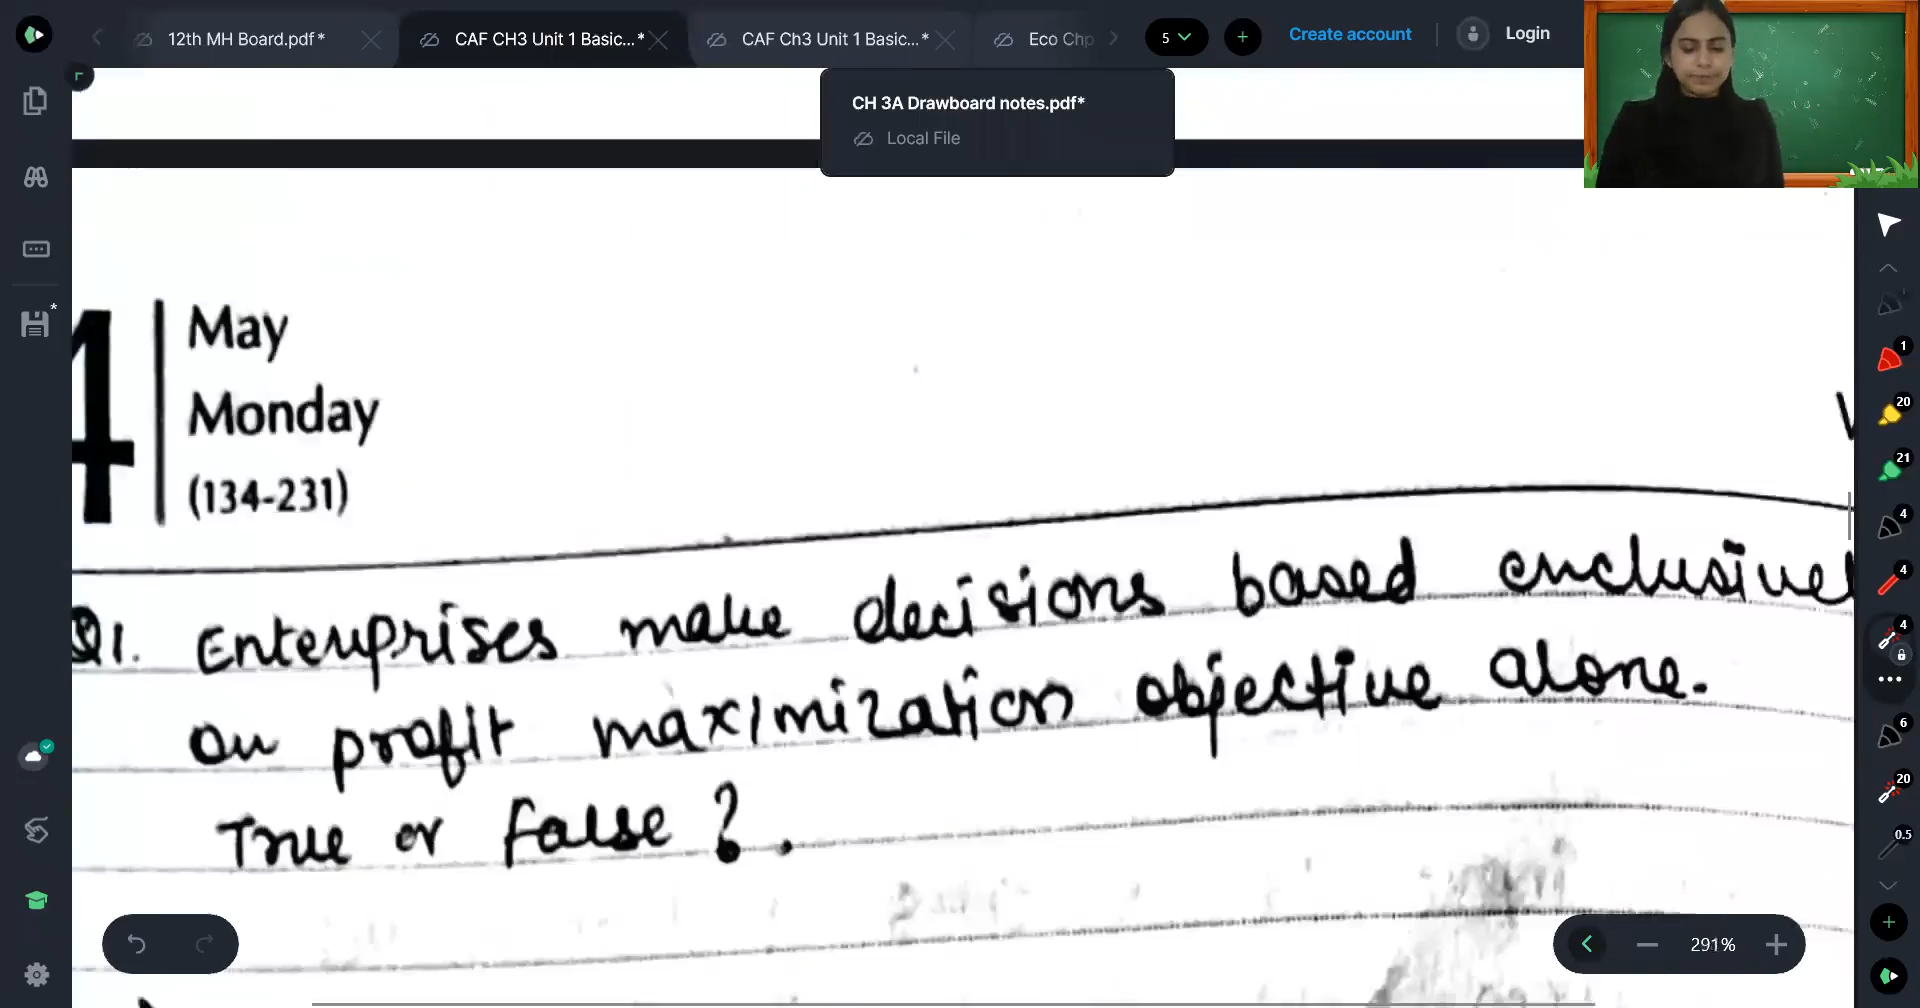 12th MH Board.pdf*
CAF CH3 Unit 1 Basic...*
CAF Ch3 Unit 1 Basic...*
Eco Chp
5
Create account
Login
CH 3A Drawboard notes.pdf*
Local File
4
May
Monday
(134-231)
Q1. Enterprises make decisions based exclusivel
on profit maximization objective alone.
True or False ?.
1
20
21
4
4
4
6
20
0.5
291%